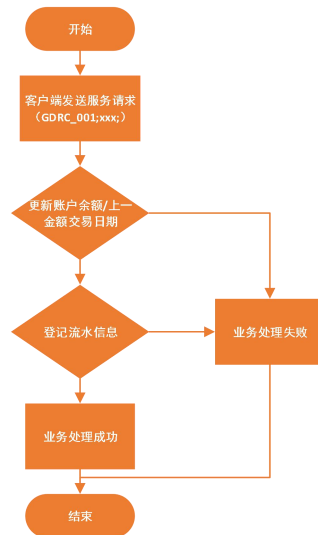 开始
客户端发送服务请求
（GDRC_001;xxx;）
更新账户余额/上一
金额交易日期
登记流水信息
业务处理失败
业务处理成功
结束